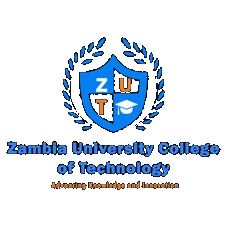 Z U
T
Zambia University College
of Technology
Advancing Knowledge and Innovation